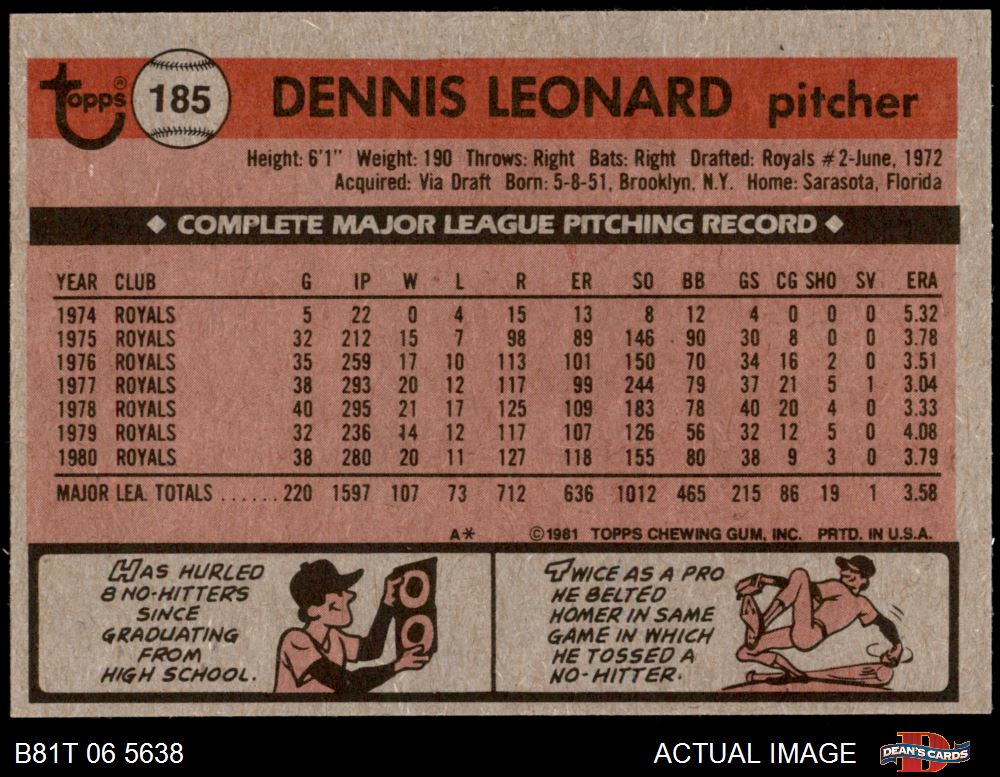 Topps® 185 DENNIS LEONARD pitcher
Height: 6'1" Weight: 190 Throws: Right Bats: Right Drafted: Royals #2-June, 1972
Acquired: Via Draft Born: 5-8-51, Brooklyn, N.Y. Home: Sarasota, Florida
◆ COMPLETE MAJOR LEAGUE PITCHING RECORD ◆
YEAR CLUB G IP W L R ER SO BB GS CG SHO SV ERA
1974 ROYALS 5 22 0 4 15 13 8 12 4 0 0 0 5.32
1975 ROYALS 32 212 15 7 98 89 146 90 30 8 0 0 3.78
1976 ROYALS 35 259 17 10 113 101 150 70 34 16 2 0 3.51
1977 ROYALS 38 293 20 12 117 99 244 79 37 21 5 1 3.04
1978 ROYALS 40 295 21 17 125 109 183 78 40 20 4 0 3.33
1979 ROYALS 32 236 14 12 117 107 126 56 32 12 5 0 4.08
1980 ROYALS 38 280 20 11 127 118 155 80 38 9 3 0 3.79
MAJOR LEA. TOTALS ...... 220 1597 107 73 712 636 1012 465 215 86 19 1 3.58
A* ©1981 TOPPS CHEWING GUM, INC. PRTD. IN U.S.A.
HAS HURLED
8 NO-HITTERS
SINCE
GRADUATING
FROM
HIGH SCHOOL.
0
0
TWICE AS A PRO
HE BELTED
HOMER IN SAME
GAME IN WHICH
HE TOSSED A
NO-HITTER.
B81T 06 5638 ACTUAL IMAGE DEAN'S CARDS